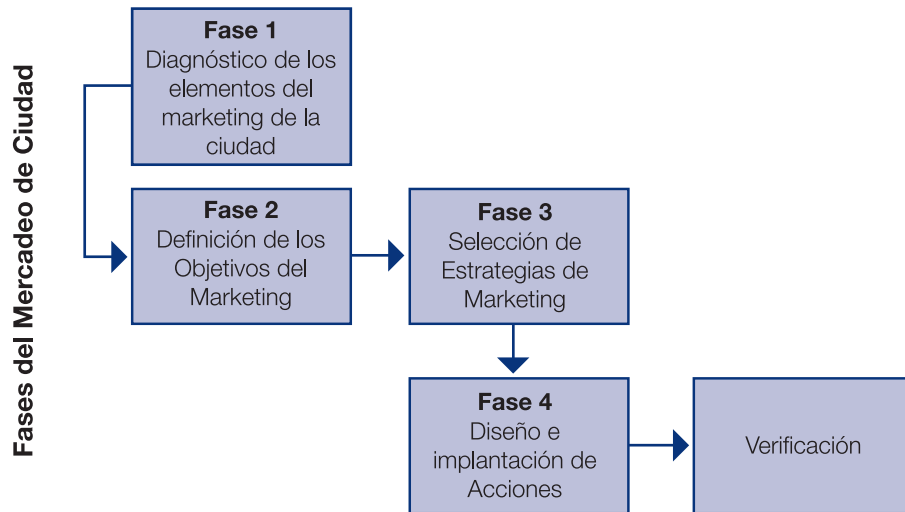 Fases del Mercadeo de Ciudad
Fase 1
Diagnóstico de los
elementos del
marketing de la
ciudad
Fase 2
Definición de los
Objetivos del
Marketing
Fase 3
Selección de
Estrategias de
Marketing
Fase 4
Diseño e
implantación de
Acciones
Verificación